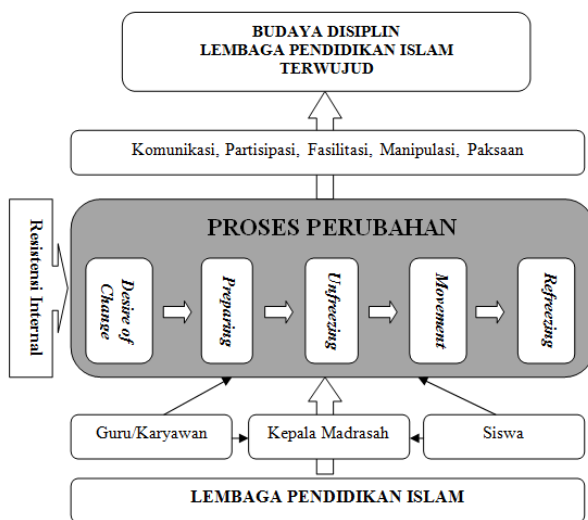 BUDAYA DISIPLIN
LEMBAGA PENDIDIKAN ISLAM
TERWUJUD
Komunikasi, Partisipasi, Fasilitasi, Manipulasi, Paksaan
Resistensi Internal
PROSES PERUBAHAN
Desire of
Change
Preparing
Unfreezing
Movement
Refreezing
Guru/Karyawan
Kepala Madrasah
Siswa
LEMBAGA PENDIDIKAN ISLAM